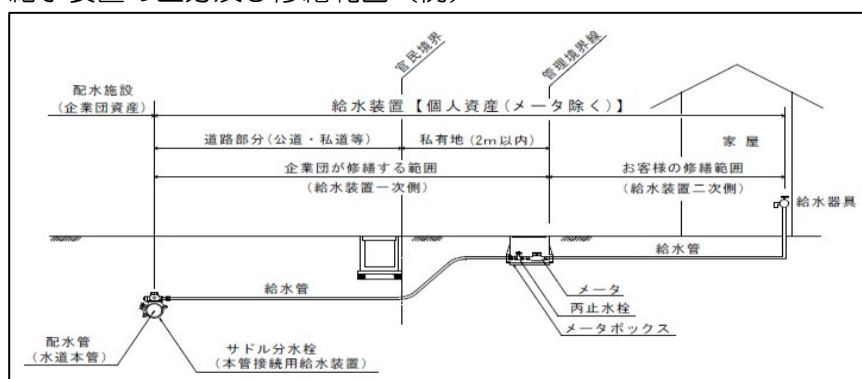 給水装置の区分及び修繕範囲（例）
官民境界
管理境界線
配水施設
(企業団資産)
給水装置【個人資産(メータ除く)】
道路部分(公道・私道等)
私有地(2m以内)
家屋
企業団が修繕する範囲
(給水装置一次側)
お客様の修繕範囲
(給水装置二次側)
給水器具
給水管
給水管
メータ
丙止水栓
メータボックス
配水管
(水道本管)
サドル分水栓
(本管接続用給水装置)